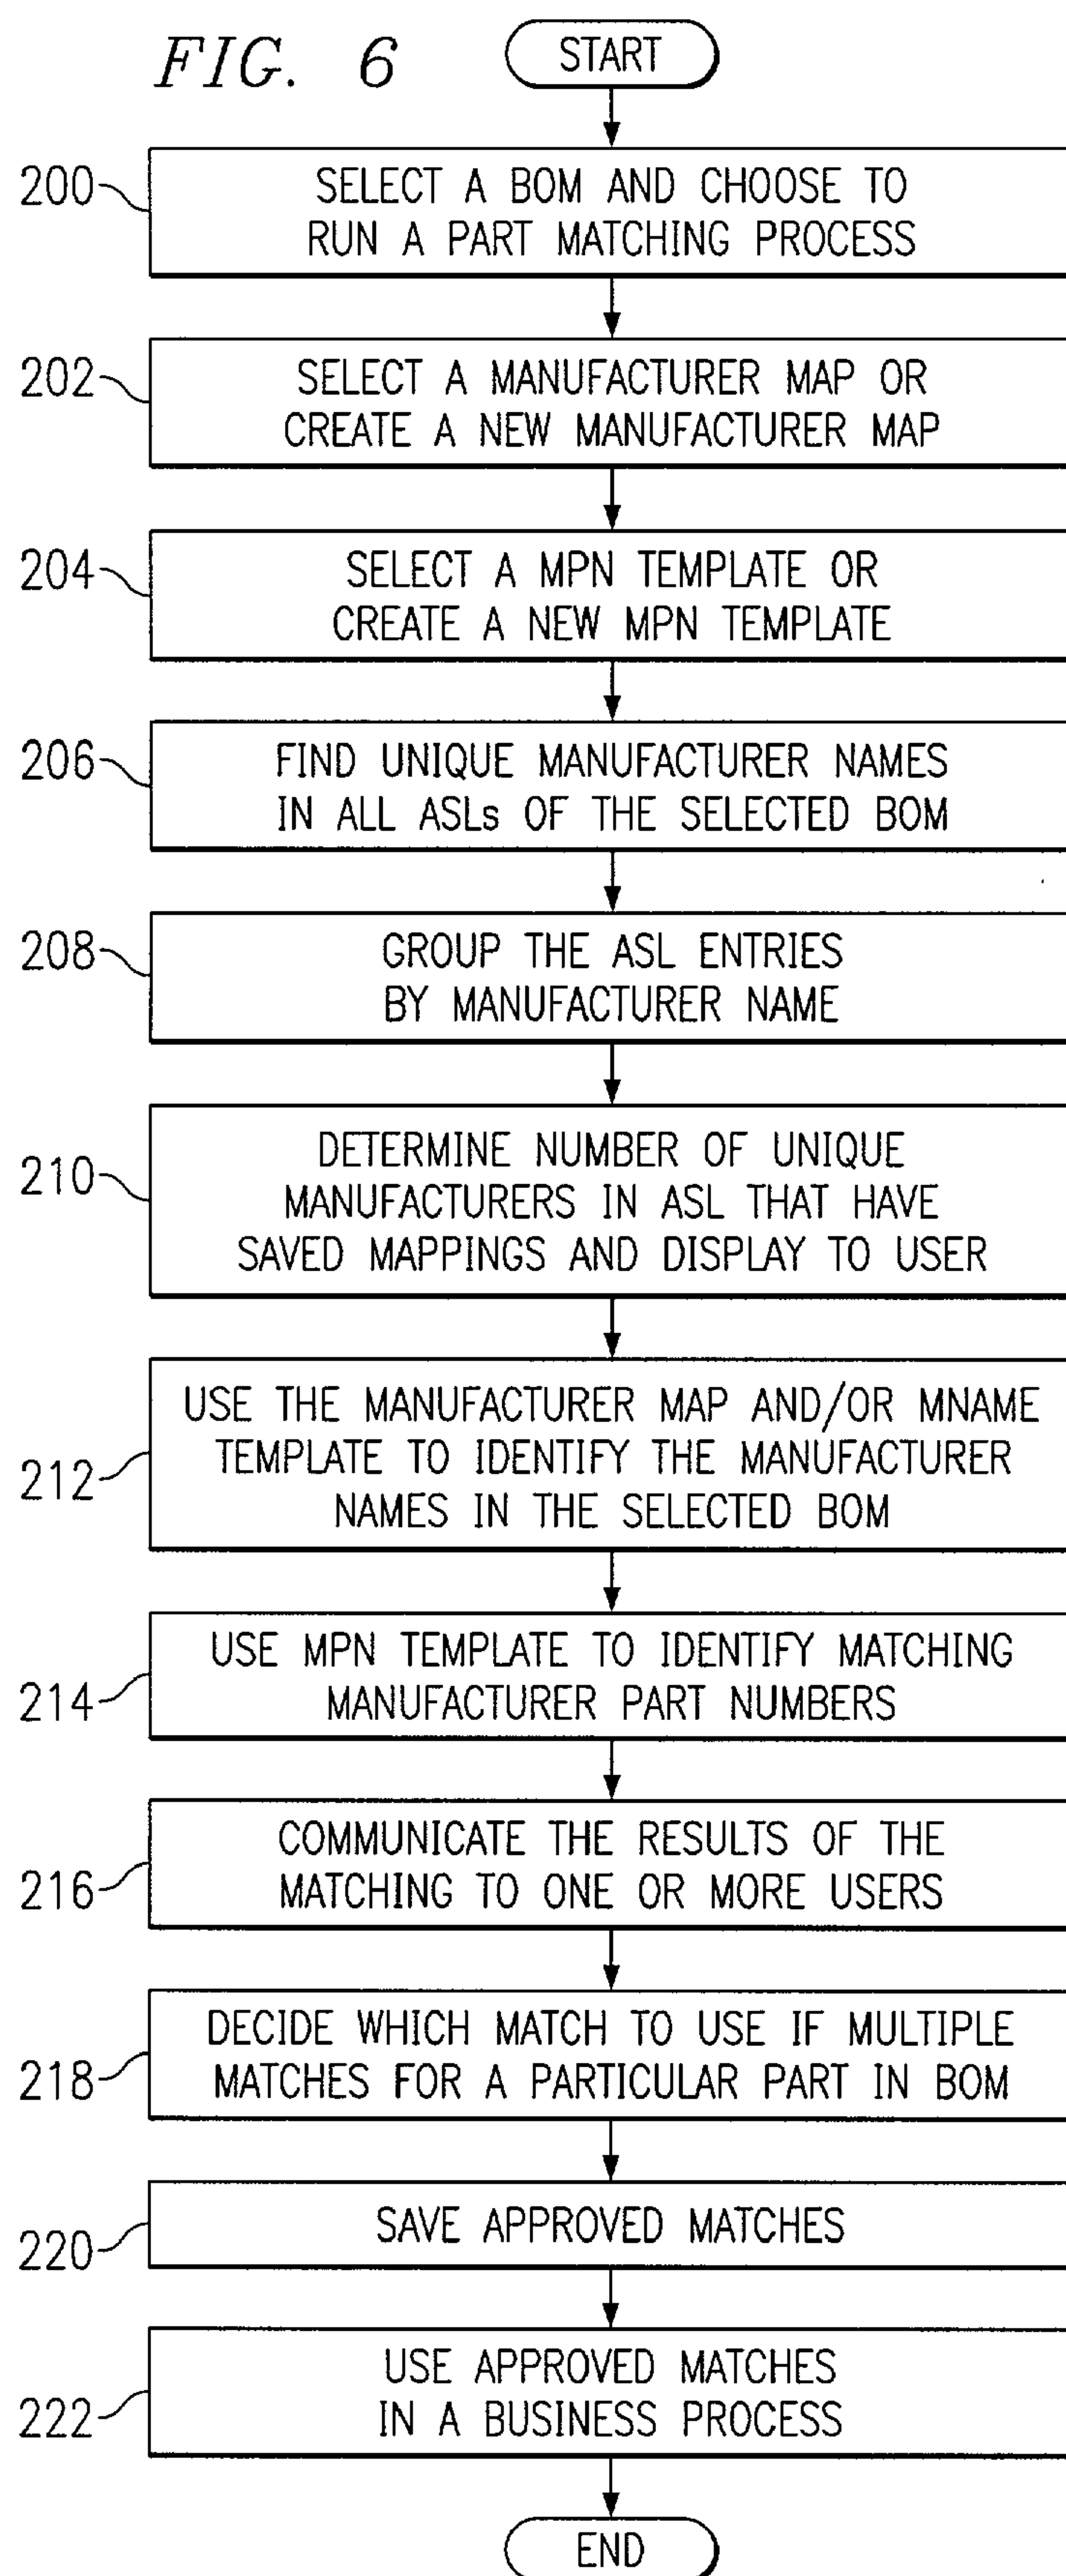 FIG. 6
START
200
SELECT A BOM AND CHOOSE TO
RUN A PART MATCHING PROCESS
202
SELECT A MANUFACTURER MAP OR
CREATE A NEW MANUFACTURER MAP
204
SELECT A MPN TEMPLATE OR
CREATE A NEW MPN TEMPLATE
206
FIND UNIQUE MANUFACTURER NAMES
IN ALL ASLs OF THE SELECTED BOM
208
GROUP THE ASL ENTRIES
BY MANUFACTURER NAME
210
DETERMINE NUMBER OF UNIQUE
MANUFACTURERS IN ASL THAT HAVE
SAVED MAPPINGS AND DISPLAY TO USER
212
USE THE MANUFACTURER MAP AND/OR MNAME
TEMPLATE TO IDENTIFY THE MANUFACTURER
NAMES IN THE SELECTED BOM
214
USE MPN TEMPLATE TO IDENTIFY MATCHING
MANUFACTURER PART NUMBERS
216
COMMUNICATE THE RESULTS OF THE
MATCHING TO ONE OR MORE USERS
218
DECIDE WHICH MATCH TO USE IF MULTIPLE
MATCHES FOR A PARTICULAR PART IN BOM
220
SAVE APPROVED MATCHES
222
USE APPROVED MATCHES
IN A BUSINESS PROCESS
END